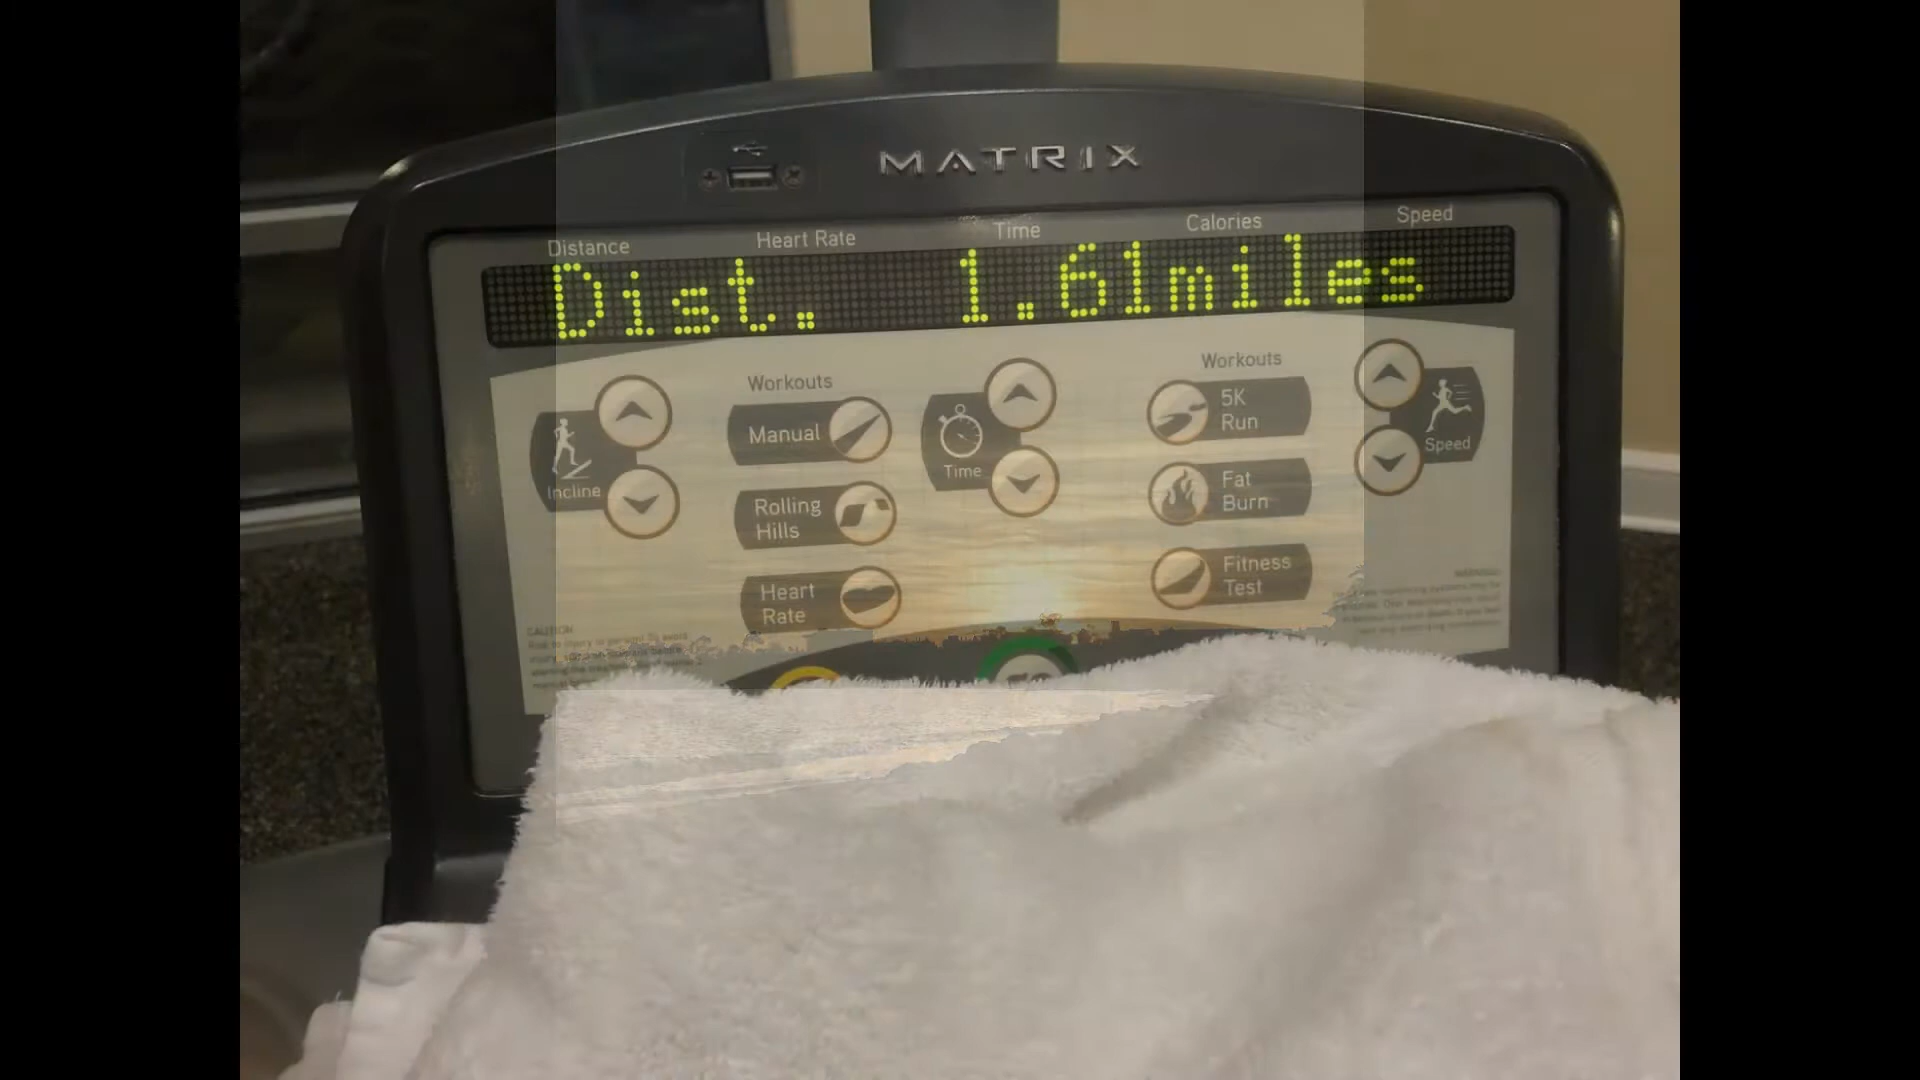 MATRIX
Distance Heart Rate Time Calories Speed
Dist. 1.61miles
Incline
Workouts
Manual
Rolling
Hills
Heart
Rate
Time
Workouts
5K
Run
Fat
Burn
Fitness
Test
Speed
CAUTION